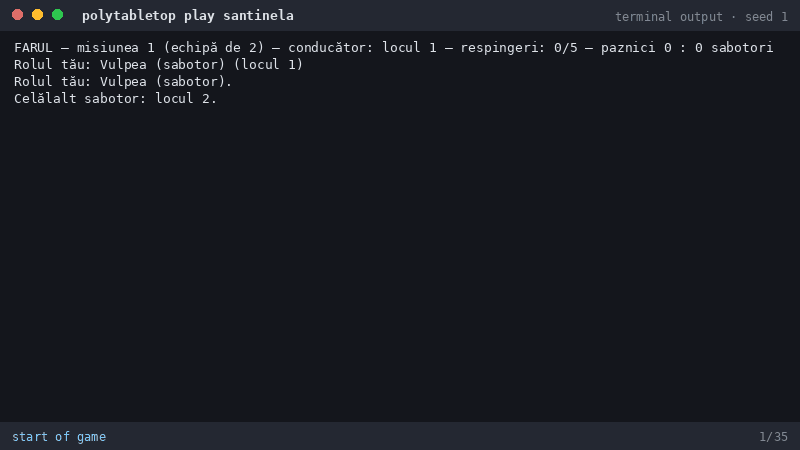 polytabletop play santinela
terminal output · seed 1
FARUL — misiunea 1 (echipă de 2) — conducător: locul 1 — respingeri: 0/5 — paznici 0 : 0 sabotori
Rolul tău: Vulpea (sabotor) (locul 1)
Rolul tău: Vulpea (sabotor).
Celălalt sabotor: locul 2.
start of game
1/35